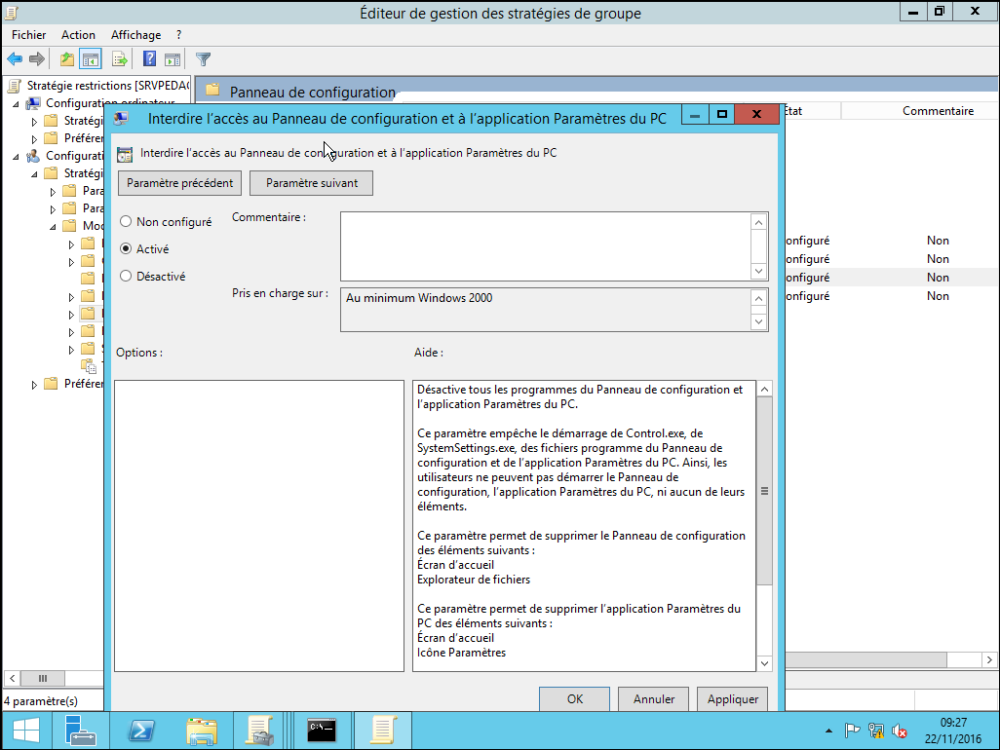 Éditeur de gestion des stratégies de groupe
Fichier Action Affichage ?
Stratégie restrictions [SRVPEDA
Configuration ordinateur
Stratégi
Préférer
Configurati
Stratégi
Para
Para
Mod
Préférer
4 paramètre(s)
Panneau de configuration
État Commentaire
onfiguré Non
onfiguré Non
onfiguré Non
onfiguré Non
Interdire l'accès au Panneau de configuration et à l'application Paramètres du PC
Interdire l'accès au Panneau de configuration et à l'application Paramètres du PC
Paramètre précédent Paramètre suivant
Non configuré
Activé
Désactivé
Commentaire :
Pris en charge sur :
Au minimum Windows 2000
Options :
Aide :
Désactive tous les programmes du Panneau de configuration et
l'application Paramètres du PC.
Ce paramètre empêche le démarrage de Control.exe, de
SystemSettings.exe, des fichiers programme du Panneau de
configuration et de l'application Paramètres du PC. Ainsi, les
utilisateurs ne peuvent pas démarrer le Panneau de
configuration, l'application Paramètres du PC, ni aucun de leurs
éléments.
Ce paramètre permet de supprimer le Panneau de configuration
des éléments suivants :
Écran d'accueil
Explorateur de fichiers
Ce paramètre permet de supprimer l'application Paramètres du
PC des éléments suivants :
Écran d'accueil
Icône Paramètres
OK Annuler Appliquer
09:27
22/11/2016